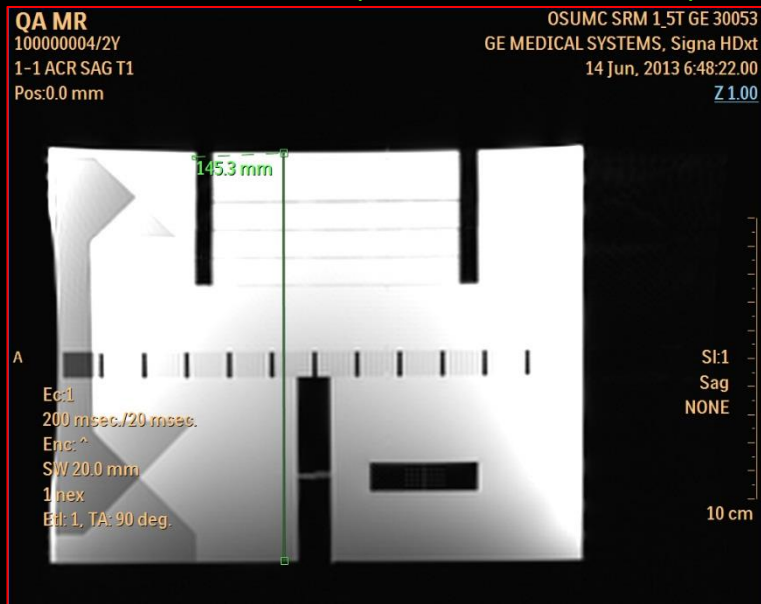 QA MR
100000004/2Y
1-1 ACR SAG T1
Pos:0.0 mm
OSUMC SRM 1_5T GE 30053
GE MEDICAL SYSTEMS, Signa HDxt
14 Jun, 2013 6:48:22.00
Z 1.00
145.3 mm
A
Ec:1
200 msec./20 msec.
Enc: ^
SW 20.0 mm
1 nex
Etl: 1, TA: 90 deg.
SI:1
Sag
NONE
10 cm